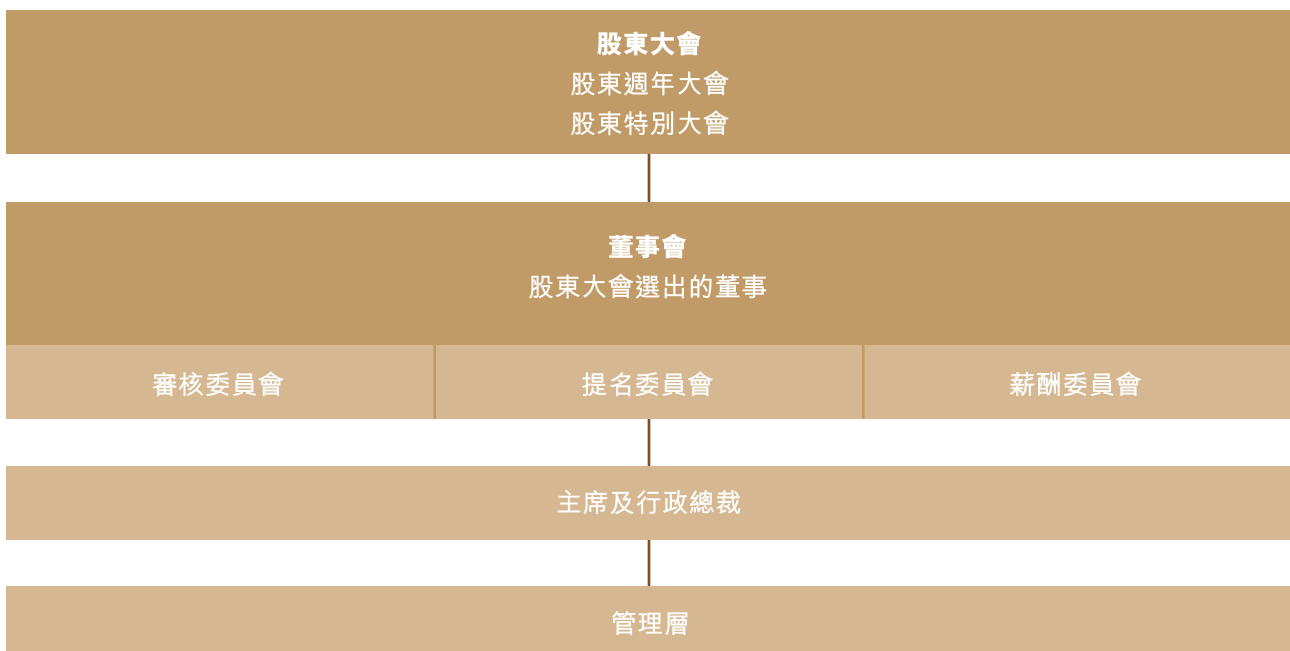 股東大會
股東週年大會
股東特別大會
董事會
股東大會選出的董事
審核委員會
提名委員會
薪酬委員會
主席及行政總裁
管理層